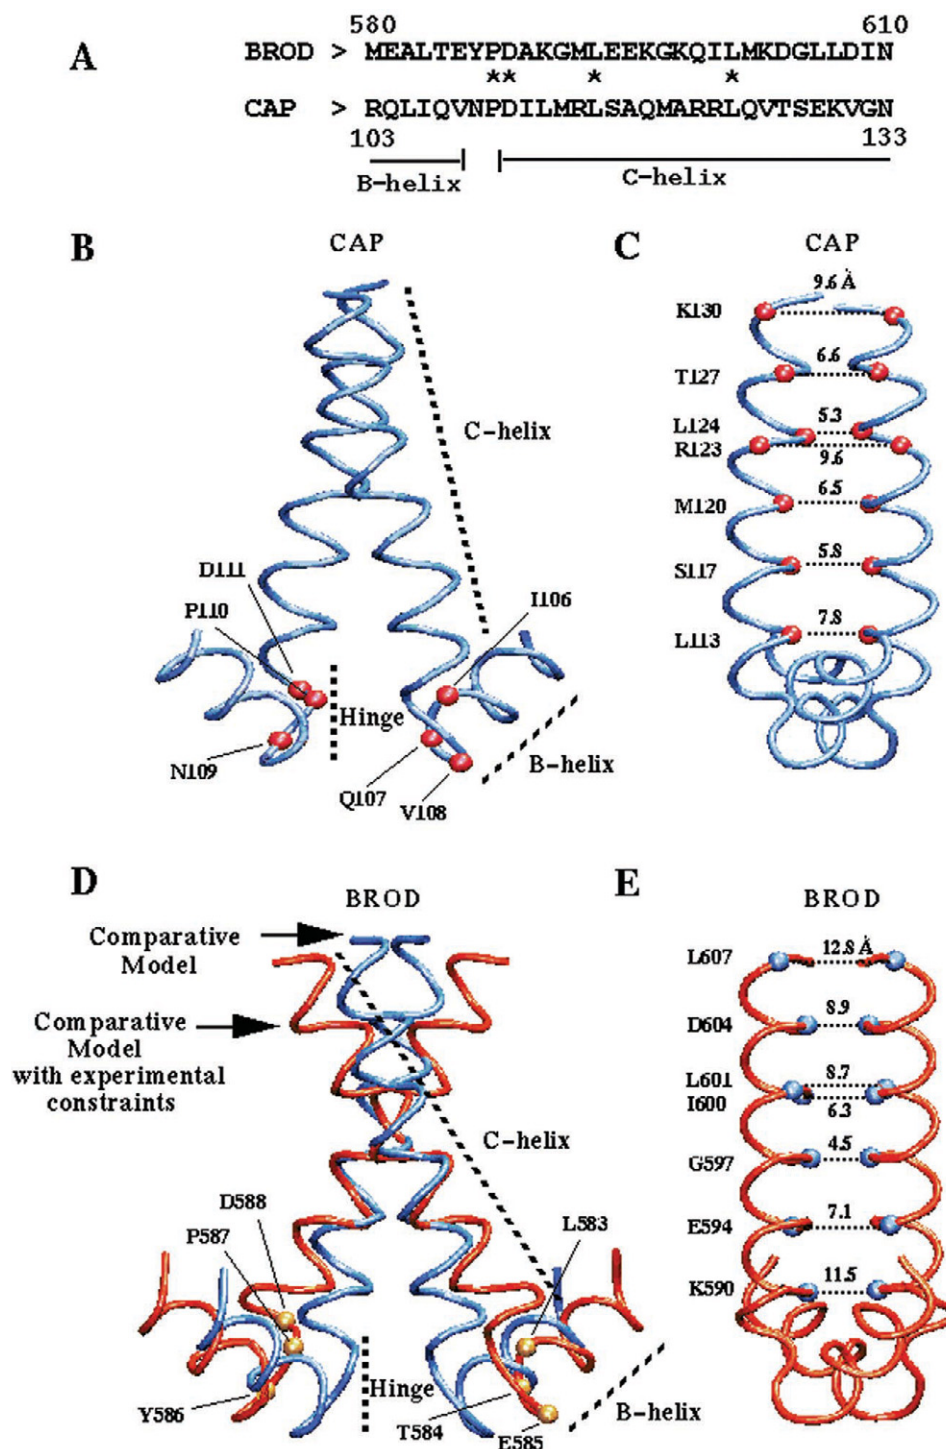 A
580 610
BROD > MEALTEYPDAKGMLEEKGKQILMKDGLLDIN
** * *
CAP > RQLIQVNPDILMRLSAQMARRLQVTSEKVGN
103 133
B-helix C-helix
B
CAP
C-helix
D111
P110
I106
Hinge
N109
Q107
V108
B-helix
C
CAP
9.6 Å
K130
6.6
T127
L124
5.3
R123
9.6
6.5
M120
5.8
S117
7.8
L113
D
BROD
Comparative
Model
Comparative
Model
with experimental
constraints
C-helix
D588
P587
L583
Hinge
Y586
T584
E585
B-helix
E
BROD
L607
12.8 Å
8.9
D604
8.7
L601
I600
6.3
4.5
G597
7.1
E594
11.5
K590